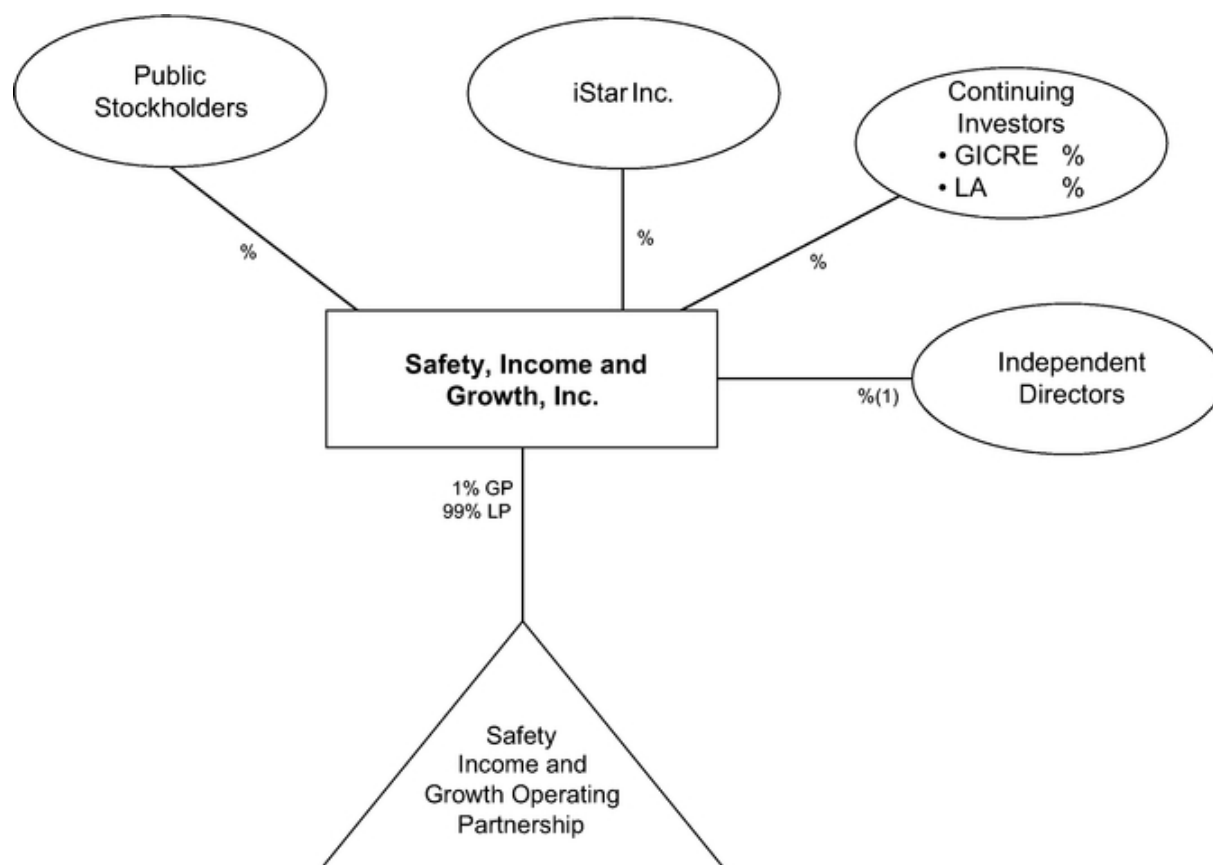 Public
Stockholders
iStar Inc.
Continuing
Investors
• GICRE %
• LA %
%
%
%
Safety, Income and
Growth, Inc.
%(1)
Independent
Directors
1% GP
99% LP
Safety
Income and
Growth Operating
Partnership